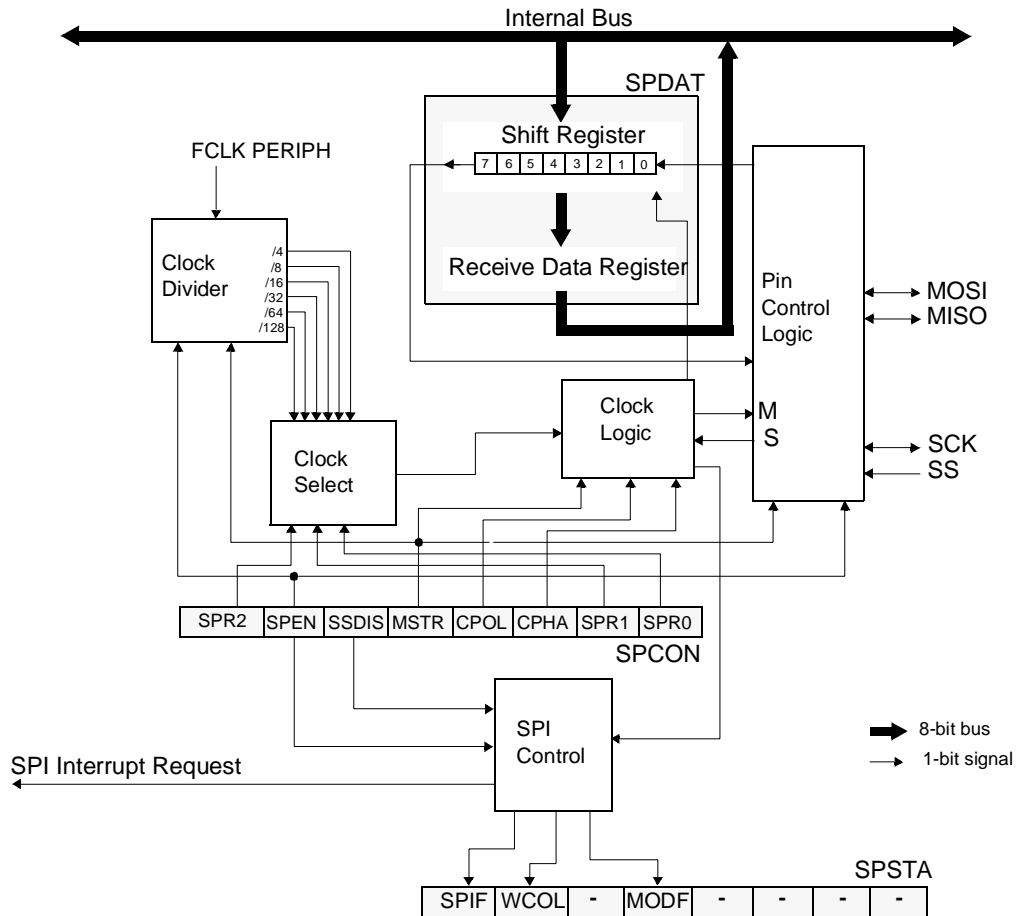 Internal Bus
SPDAT
Shift Register
7 6 5 4 3 2 1 0
FCLK PERIPH
Clock
Divider
/4
/8
/16
/32
/64
/128
Receive Data Register
Pin
Control
Logic
MOSI
MISO
Clock
Logic
M
S
SCK
SS
Clock
Select
SPR2 SPEN SSDIS MSTR CPOL CPHA SPR1 SPR0
SPCON
SPI
Control
8-bit bus
1-bit signal
SPI Interrupt Request
SPSTA
SPIF WCOL - MODF - - - -